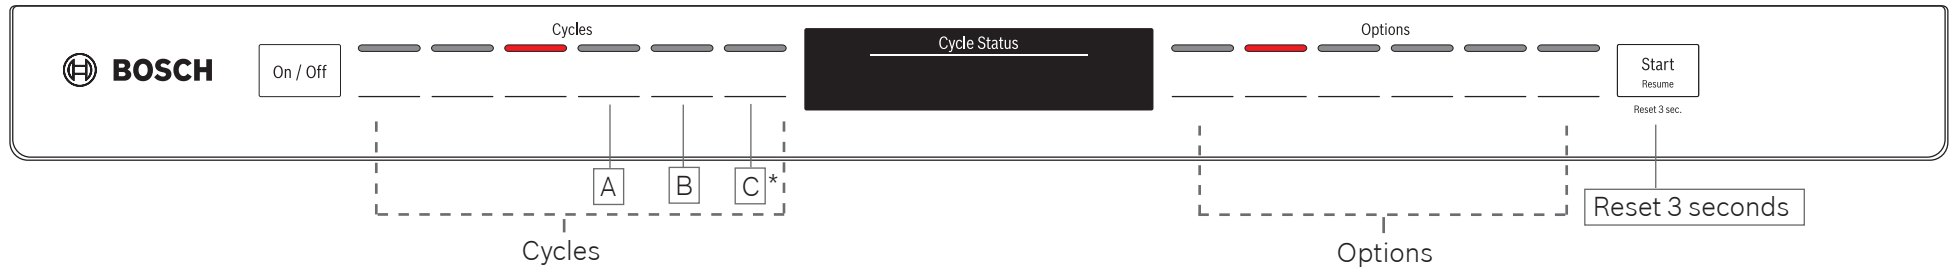 Cycles
Cycle Status
Options
BOSCH
On / Off
Start
Resume
Reset 3 sec.
A
B
C*
Reset 3 seconds
Cycles
Options